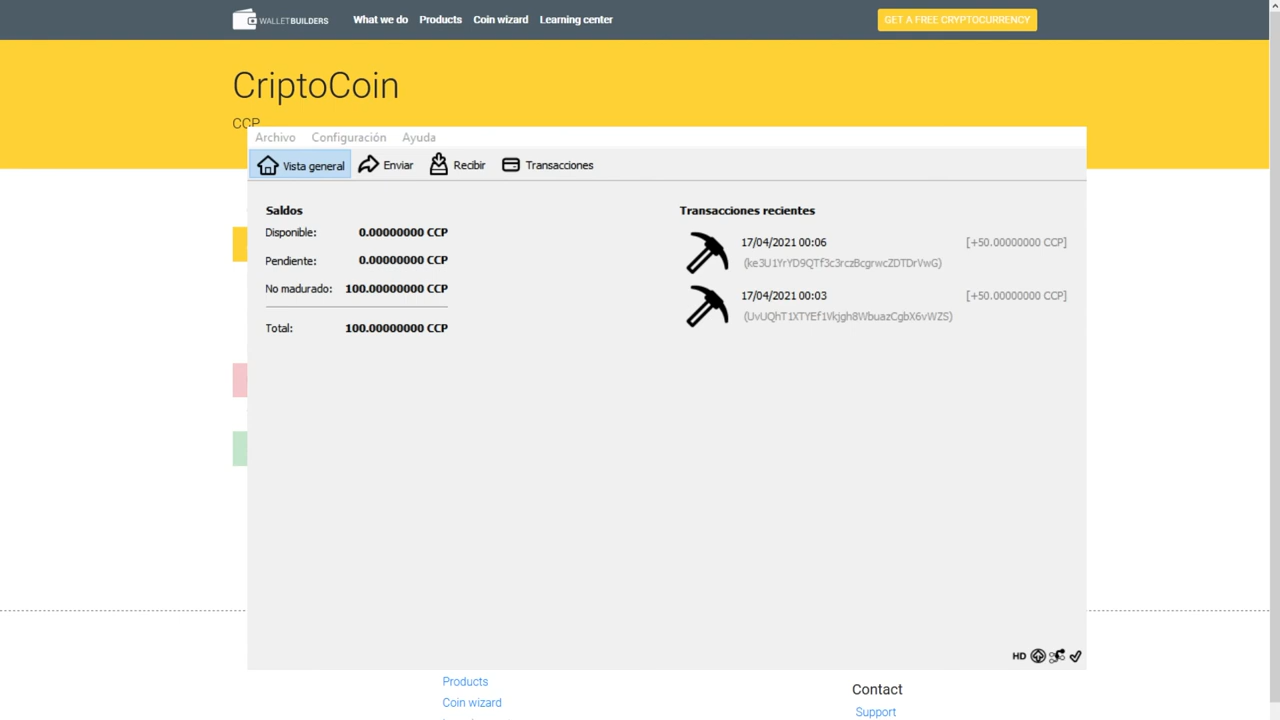 WALLETBUILDERS What we do Products Coin wizard Learning center GET A FREE CRYPTOCURRENCY
CriptoCoin
CCP
Archivo Configuración Ayuda
Vista general Enviar Recibir Transacciones
Saldos
Disponible: 0.00000000 CCP
Pendiente: 0.00000000 CCP
No madurado: 100.00000000 CCP
Total: 100.00000000 CCP
Transacciones recientes
17/04/2021 00:06 [+50.00000000 CCP]
(ke3U1YrYD9QTf3c3rczBcgrwcZDTDrVwG)
17/04/2021 00:03 [+50.00000000 CCP]
(UvUQhT1XTYEf1Vkjgh8WbuazCgbX6vWZS)
HD
Products
Coin wizard
Contact
Support